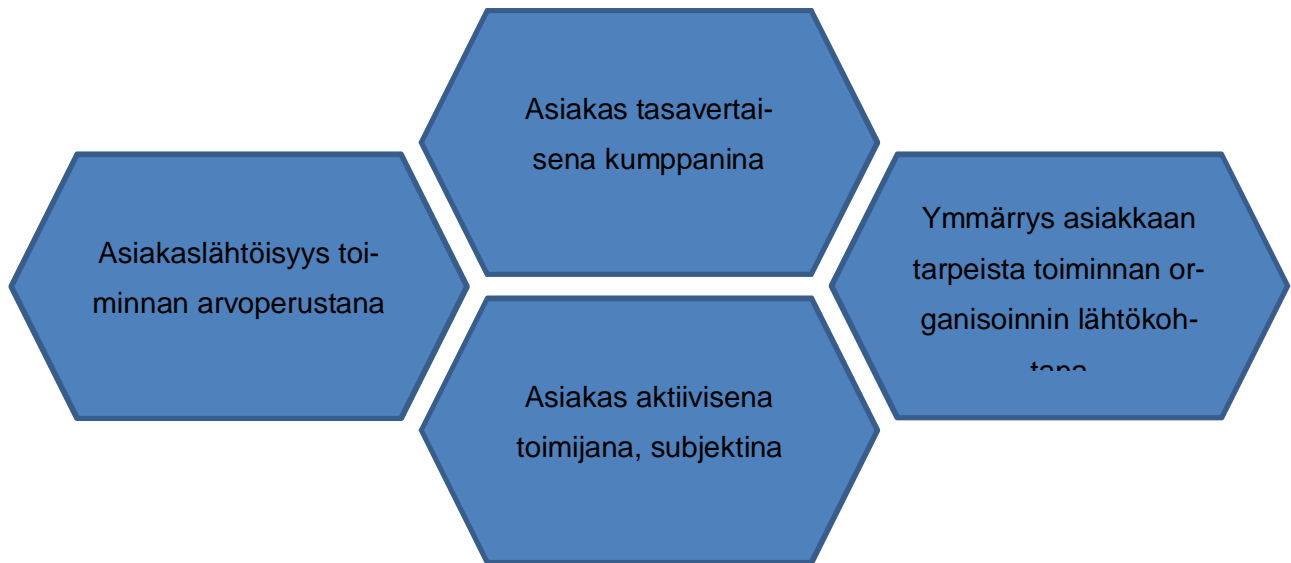 Asiakas tasavertai-
sena kumppanina
Asiakaslähtöisyys toi-
minnan arvoperustana
Ymmärrys asiakkaan
tarpeista toiminnan or-
ganisoinnin lähtökoh-
tana
Asiakas aktiivisena
toimijana, subjektina